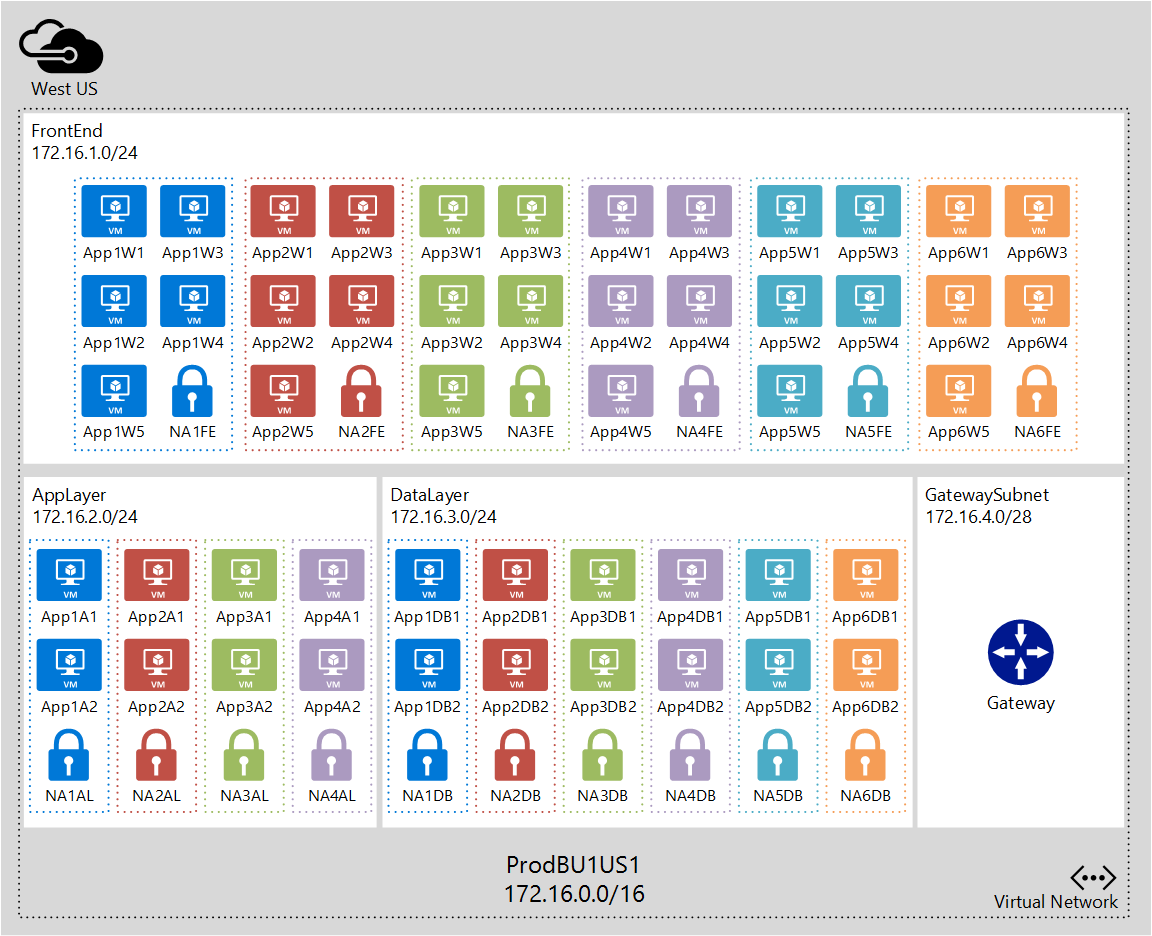 West US
FrontEnd
172.16.1.0/24
VM VM VM VM VM VM VM VM VM VM VM VM
App1W1 App1W3 App2W1 App2W3 App3W1 App3W3 App4W1 App4W3 App5W1 App5W3 App6W1 App6W3
VM VM VM VM VM VM VM VM VM VM VM VM
App1W2 App1W4 App2W2 App2W4 App3W2 App3W4 App4W2 App4W4 App5W2 App5W4 App6W2 App6W4
VM VM VM VM VM VM
App1W5 NA1FE App2W5 NA2FE App3W5 NA3FE App4W5 NA4FE App5W5 NA5FE App6W5 NA6FE
AppLayer
172.16.2.0/24
VM VM VM VM
App1A1 App2A1 App3A1 App4A1
VM VM VM VM
App1A2 App2A2 App3A2 App4A2
NA1AL NA2AL NA3AL NA4AL
DataLayer
172.16.3.0/24
VM VM VM VM VM VM
App1DB1 App2DB1 App3DB1 App4DB1 App5DB1 App6DB1
VM VM VM VM VM VM
App1DB2 App2DB2 App3DB2 App4DB2 App5DB2 App6DB2
NA1DB NA2DB NA3DB NA4DB NA5DB NA6DB
GatewaySubnet
172.16.4.0/28
Gateway
ProdBU1US1
172.16.0.0/16
Virtual Network